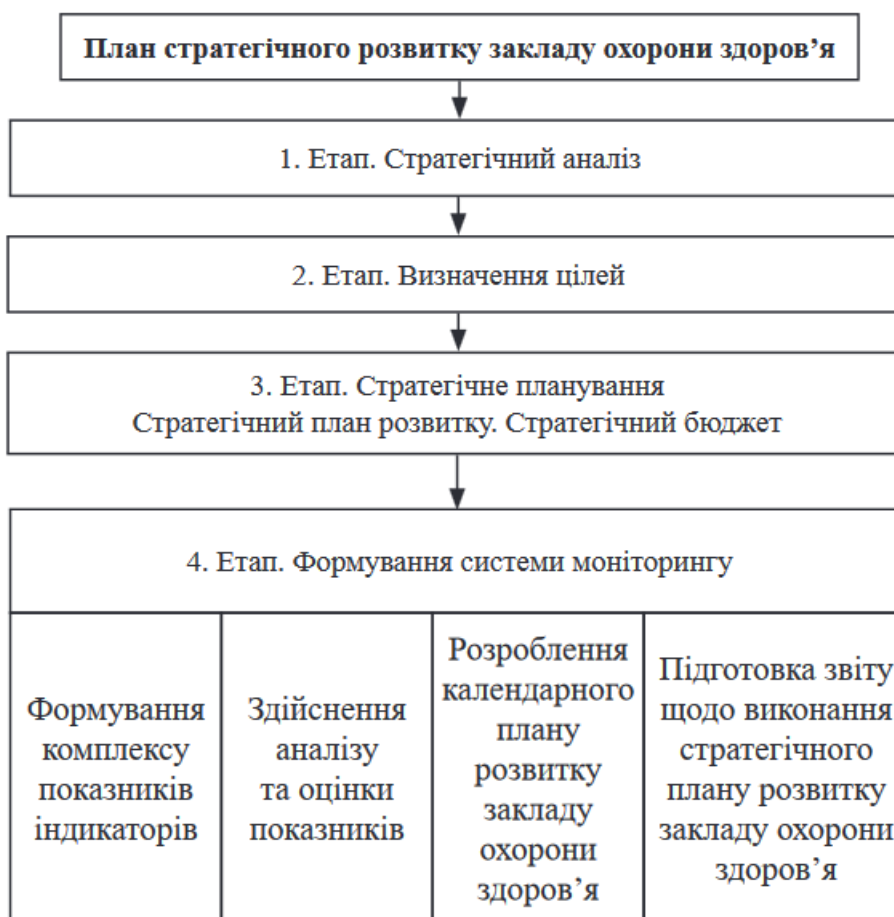 План стратегічного розвитку закладу охорони здоров’я
1. Етап. Стратегічний аналіз
2. Етап. Визначення цілей
3. Етап. Стратегічне планування
Стратегічний план розвитку. Стратегічний бюджет
4. Етап. Формування системи моніторингу
Формування
комплексу
показників
індикаторів
Здійснення
аналізу
та оцінки
показників
Розроблення
календарного
плану
розвитку
закладу
охорони
здоров’я
Підготовка звіту
щодо виконання
стратегічного
плану розвитку
закладу охорони
здоров’я